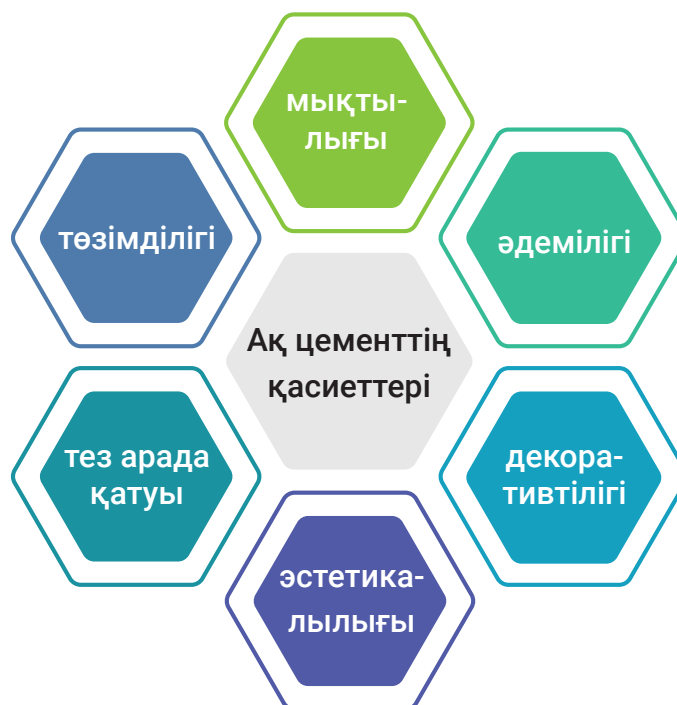 мықты-
лығы
төзімділігі
әдемілігі
Ақ цементтің
қасиеттері
тез арада
қатуы
декора-
тивтілігі
эстетика-
лылығы